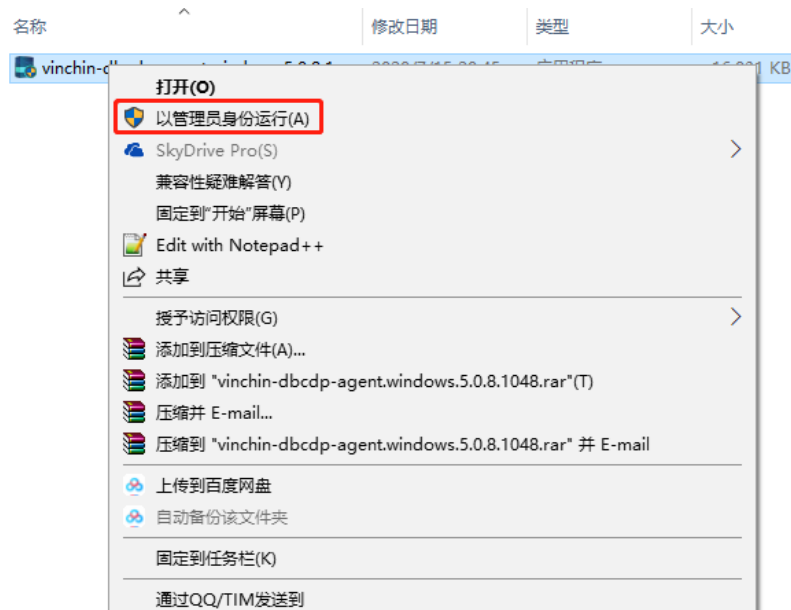 名称 修改日期 类型 大小
vinchin-d
1 KB
打开(O)
以管理员身份运行(A)
SkyDrive Pro(S)
兼容性疑难解答(Y)
固定到"开始"屏幕(P)
Edit with Notepad++
共享
授予访问权限(G)
添加到压缩文件(A)...
添加到 "vinchin-dbcdp-agent.windows.5.0.8.1048.rar"(T)
压缩并 E-mail...
压缩到 "vinchin-dbcdp-agent.windows.5.0.8.1048.rar" 并 E-mail
上传到百度网盘
自动备份该文件夹
固定到任务栏(K)
通过QQ/TIM发送到